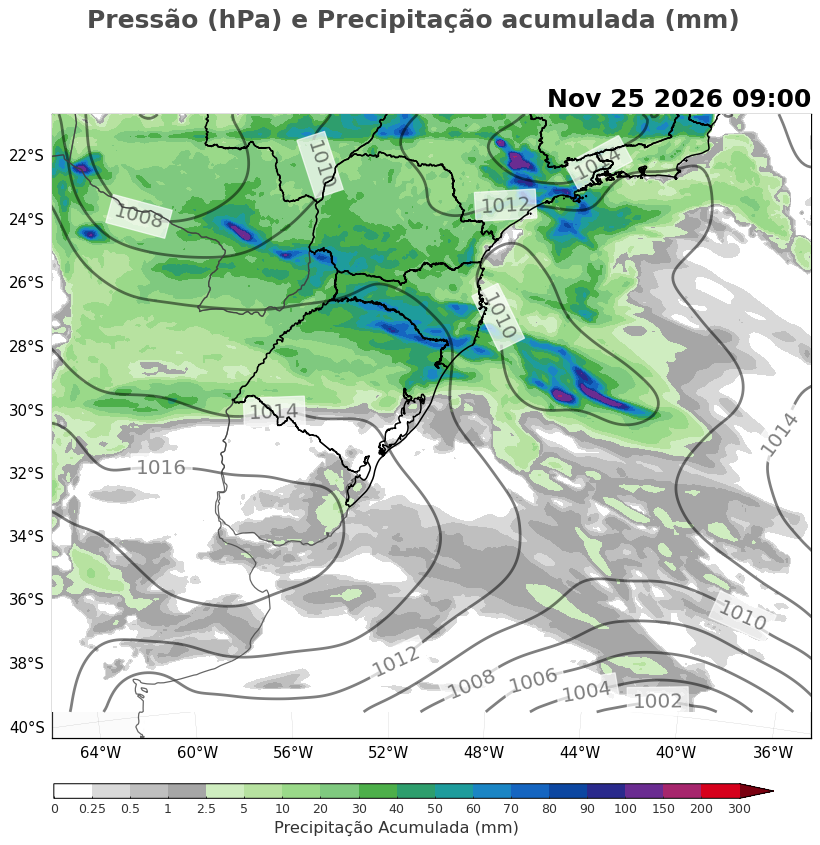 Pressão (hPa) e Precipitação acumulada (mm)
Nov 25 2026 09:00
22°S
24°S
26°S
28°S
30°S
32°S
34°S
36°S
38°S
40°S
1010
1014
1008
1012
1010
1014
1014
1016
1010
1012
1008
1006
1004
1002
64°W 60°W 56°W 52°W 48°W 44°W 40°W 36°W
0 0.25 0.5 1 2.5 5 10 20 30 40 50 60 70 80 90 100 150 200 300
Precipitação Acumulada (mm)